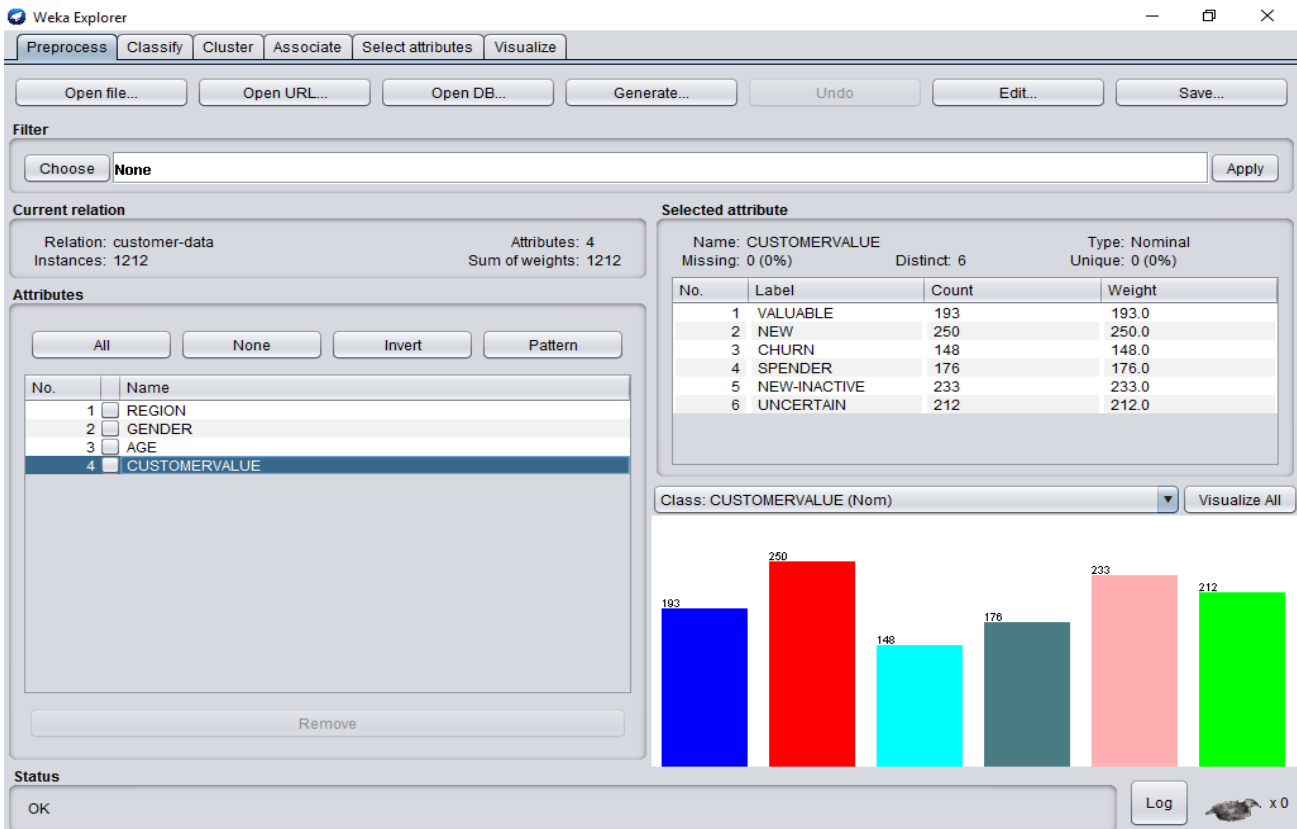 Weka Explorer
Preprocess Classify Cluster Associate Select attributes Visualize
Open file... Open URL... Open DB... Generate... Undo Edit... Save...
Filter
Choose None Apply
Current relation
Relation: customer-data Attributes: 4
Instances: 1212 Sum of weights: 1212
Attributes
All None Invert Pattern
No. Name
1 REGION
2 GENDER
3 AGE
4 CUSTOMERVALUE
Remove
Selected attribute
Name: CUSTOMERVALUE Type: Nominal
Missing: 0 (0%) Distinct: 6 Unique: 0 (0%)
No. Label Count Weight
1 VALUABLE 193 193.0
2 NEW 250 250.0
3 CHURN 148 148.0
4 SPENDER 176 176.0
5 NEW-INACTIVE 233 233.0
6 UNCERTAIN 212 212.0
Class: CUSTOMERVALUE (Nom) Visualize All
193 250 148 176 233 212
Status
OK Log x 0